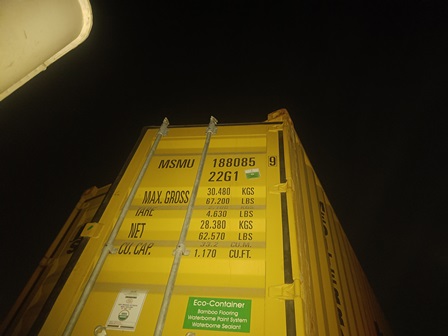 MSMU 188085 9
22G1
MAX. GROSS 30.480 KGS
67.200 LBS
TARE 4.630 LBS
NET 28.380 KGS
62.570 LBS
CU. CAP. CU.M.
1.170 CU.FT.
Eco-Container
Bamboo Flooring
Waterborne Paint System
Waterborne Sealant